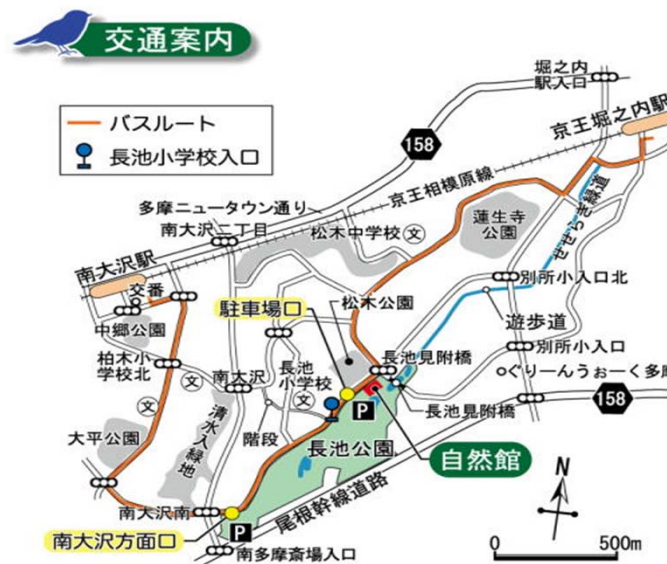 交通案内
バスルート
長池小学校入口
堀之内
駅入口
京王堀之内駅
158
京王相模原線
多摩ニュータウン通り
南大沢二丁目
松木中学校
文
蓮生寺
公園
せせらぎ緑道
南大沢駅
交番
中郷公園
駐車場口
松木公園
別所小入口北
遊歩道
柏木小
学校北
文
南大沢
長池
小学校
文
長池見附橋
別所小入口
ぐりーんうぉーく多摩
文
清水入緑地
階段
P
長池見附橋
158
大平公園
長池公園
自然館
南大沢南
尾根幹線道路
N
南大沢方面口
P
南多摩斎場入口
0
500m